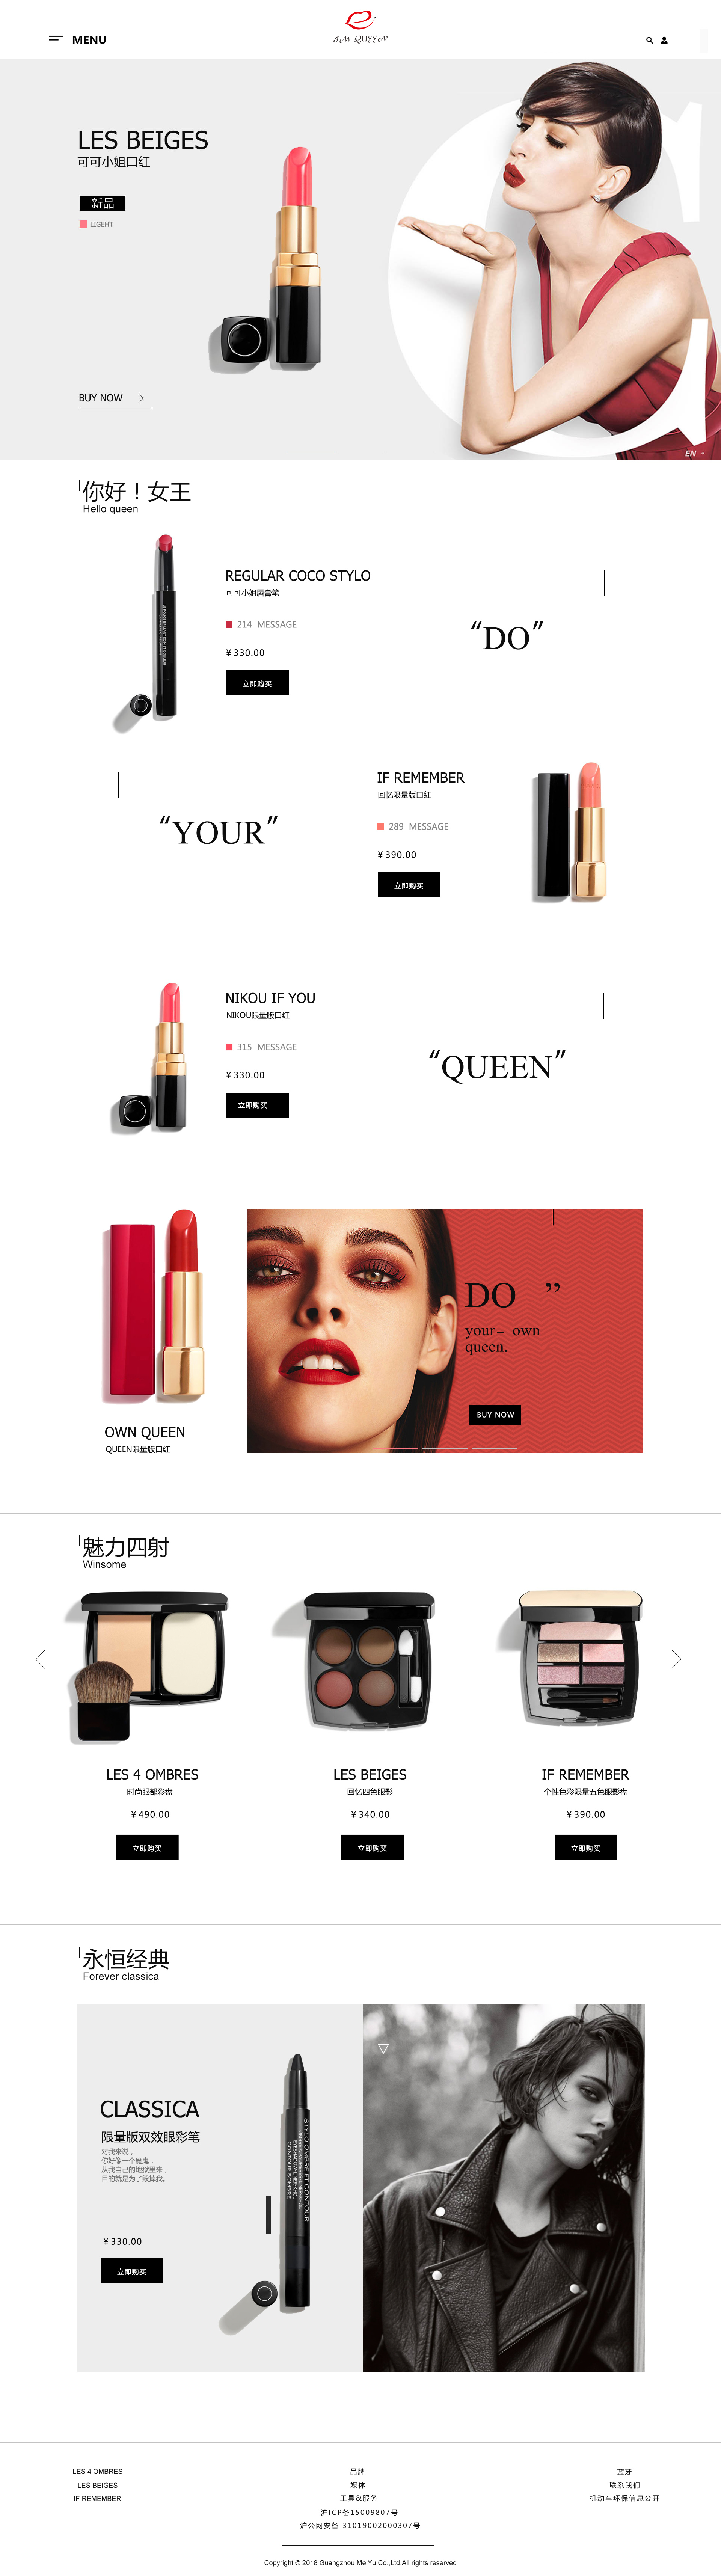 MENU
IM QUEEN
LES BEIGES
可可小姐口红
新品
LIGEHT
BUY NOW
EN
你好！女王
Hello queen
REGULAR COCO STYLO
可可小姐唇膏笔
214 MESSAGE
¥ 330.00
立即购买
“DO”
“YOUR”
IF REMEMBER
回忆限量版口红
289 MESSAGE
¥ 390.00
立即购买
NIKOU IF YOU
NIKOU限量版口红
315 MESSAGE
¥ 330.00
立即购买
“QUEEN”
DO ”
your- own
queen.
BUY NOW
OWN QUEEN
QUEEN限量版口红
魅力四射
Winsome
LES 4 OMBRES
时尚眼部彩盘
¥ 490.00
立即购买
LES BEIGES
回忆四色眼影
¥ 340.00
立即购买
IF REMEMBER
个性色彩限量五色眼影盘
¥ 390.00
立即购买
永恒经典
Forever classica
CLASSICA
限量版双效眼彩笔
对我来说，
你好像一个魔鬼，
从我自己的地狱里来，
目的就是为了毁掉我。
¥ 330.00
立即购买
STYLO OMBRE ET CONTOUR
CONTOUR SOMBRE
LES 4 OMBRES
LES BEIGES
IF REMEMBER
品牌
媒体
工具&服务
沪ICP备15009807号
沪公网安备 31019002000307号
蓝牙
联系我们
机动车环保信息公开
Copyright © 2018 Guangzhou MeiYu Co.,Ltd.All rights reserved